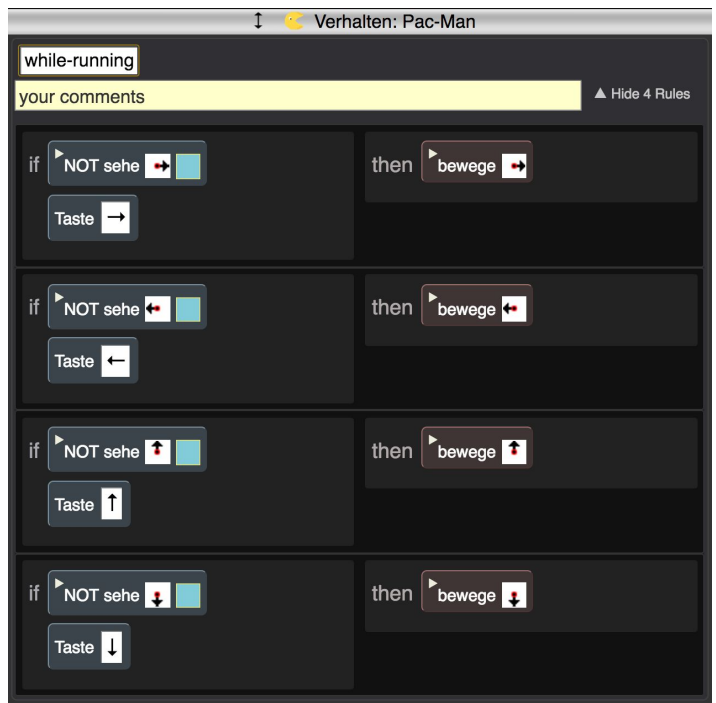 Verhalten: Pac-Man
while-running
your comments
Hide 4 Rules
if NOT sehe then bewege
Taste →
if NOT sehe then bewege
Taste ←
if NOT sehe then bewege
Taste ↑
if NOT sehe then bewege
Taste ↓